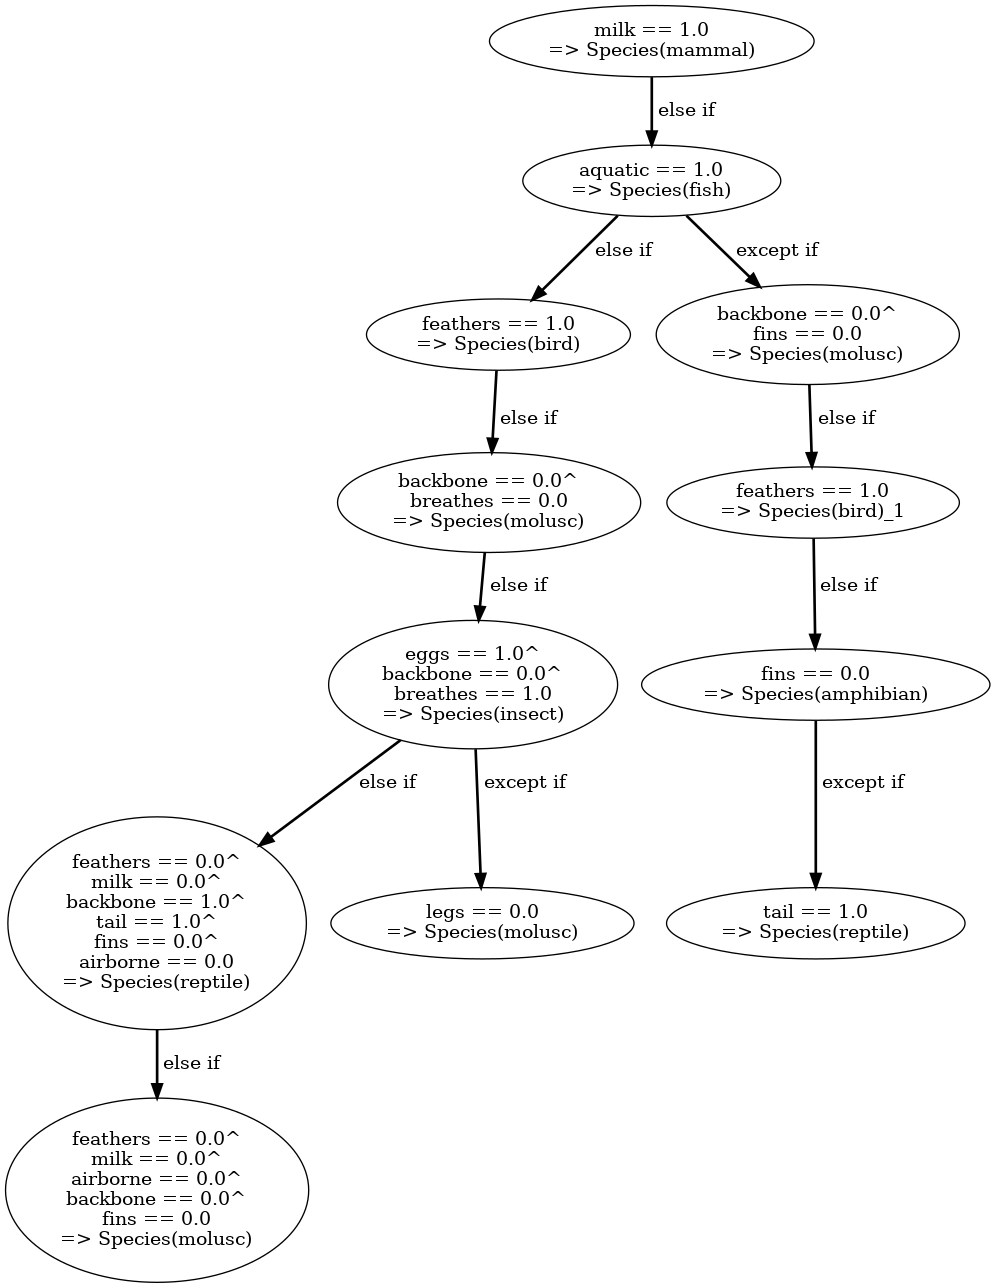 milk == 1.0
=> Species(mammal)
else if
aquatic == 1.0
=> Species(fish)
else if
except if
feathers == 1.0
=> Species(bird)
backbone == 0.0^
fins == 0.0
=> Species(molusc)
else if
else if
backbone == 0.0^
breathes == 0.0
=> Species(molusc)
feathers == 1.0
=> Species(bird)_1
else if
else if
eggs == 1.0^
backbone == 0.0^
breathes == 1.0
=> Species(insect)
fins == 0.0
=> Species(amphibian)
else if
except if
except if
feathers == 0.0^
milk == 0.0^
backbone == 1.0^
tail == 1.0^
fins == 0.0^
airborne == 0.0
=> Species(reptile)
legs == 0.0
=> Species(molusc)
tail == 1.0
=> Species(reptile)
else if
feathers == 0.0^
milk == 0.0^
airborne == 0.0^
backbone == 0.0^
fins == 0.0
=> Species(molusc)